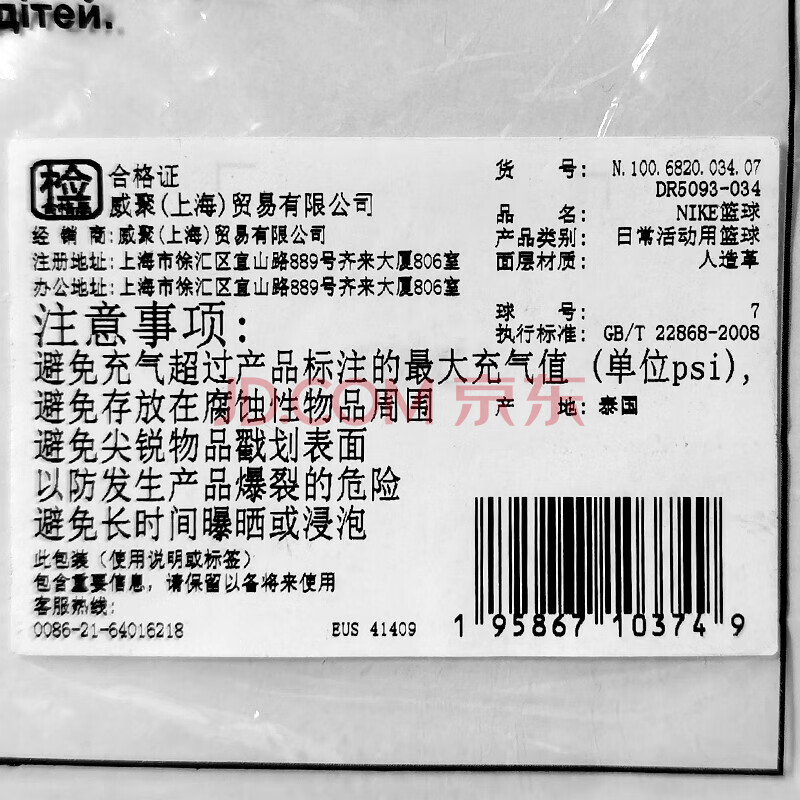 дітей.
检
合格证
威聚(上海)贸易有限公司
经 销 商:威聚(上海)贸易有限公司
注册地址:上海市徐汇区宜山路889号齐来大厦806室
办公地址:上海市徐汇区宜山路889号齐来大厦806室
注意事项:
避免充气超过产品标注的最大充气值 (单位psi),
避免存放在腐蚀性物品周围
避免尖锐物品戳划表面
以防发生产品爆裂的危险
避免长时间曝晒或浸泡
此包装(使用说明或标签)
包含重要信息, 请保留以备将来使用
客服热线:
0086-21-64016218
EUS 41409
货 号: N.100.6820.034.07
DR5093-034
品 名: NIKE篮球
产品类别: 日常活动用篮球
面层材质: 人造革
球 号: 7
执行标准: GB/T 22868-2008
产 地: 泰国
1 95867 10374 9
JD.COM 京东